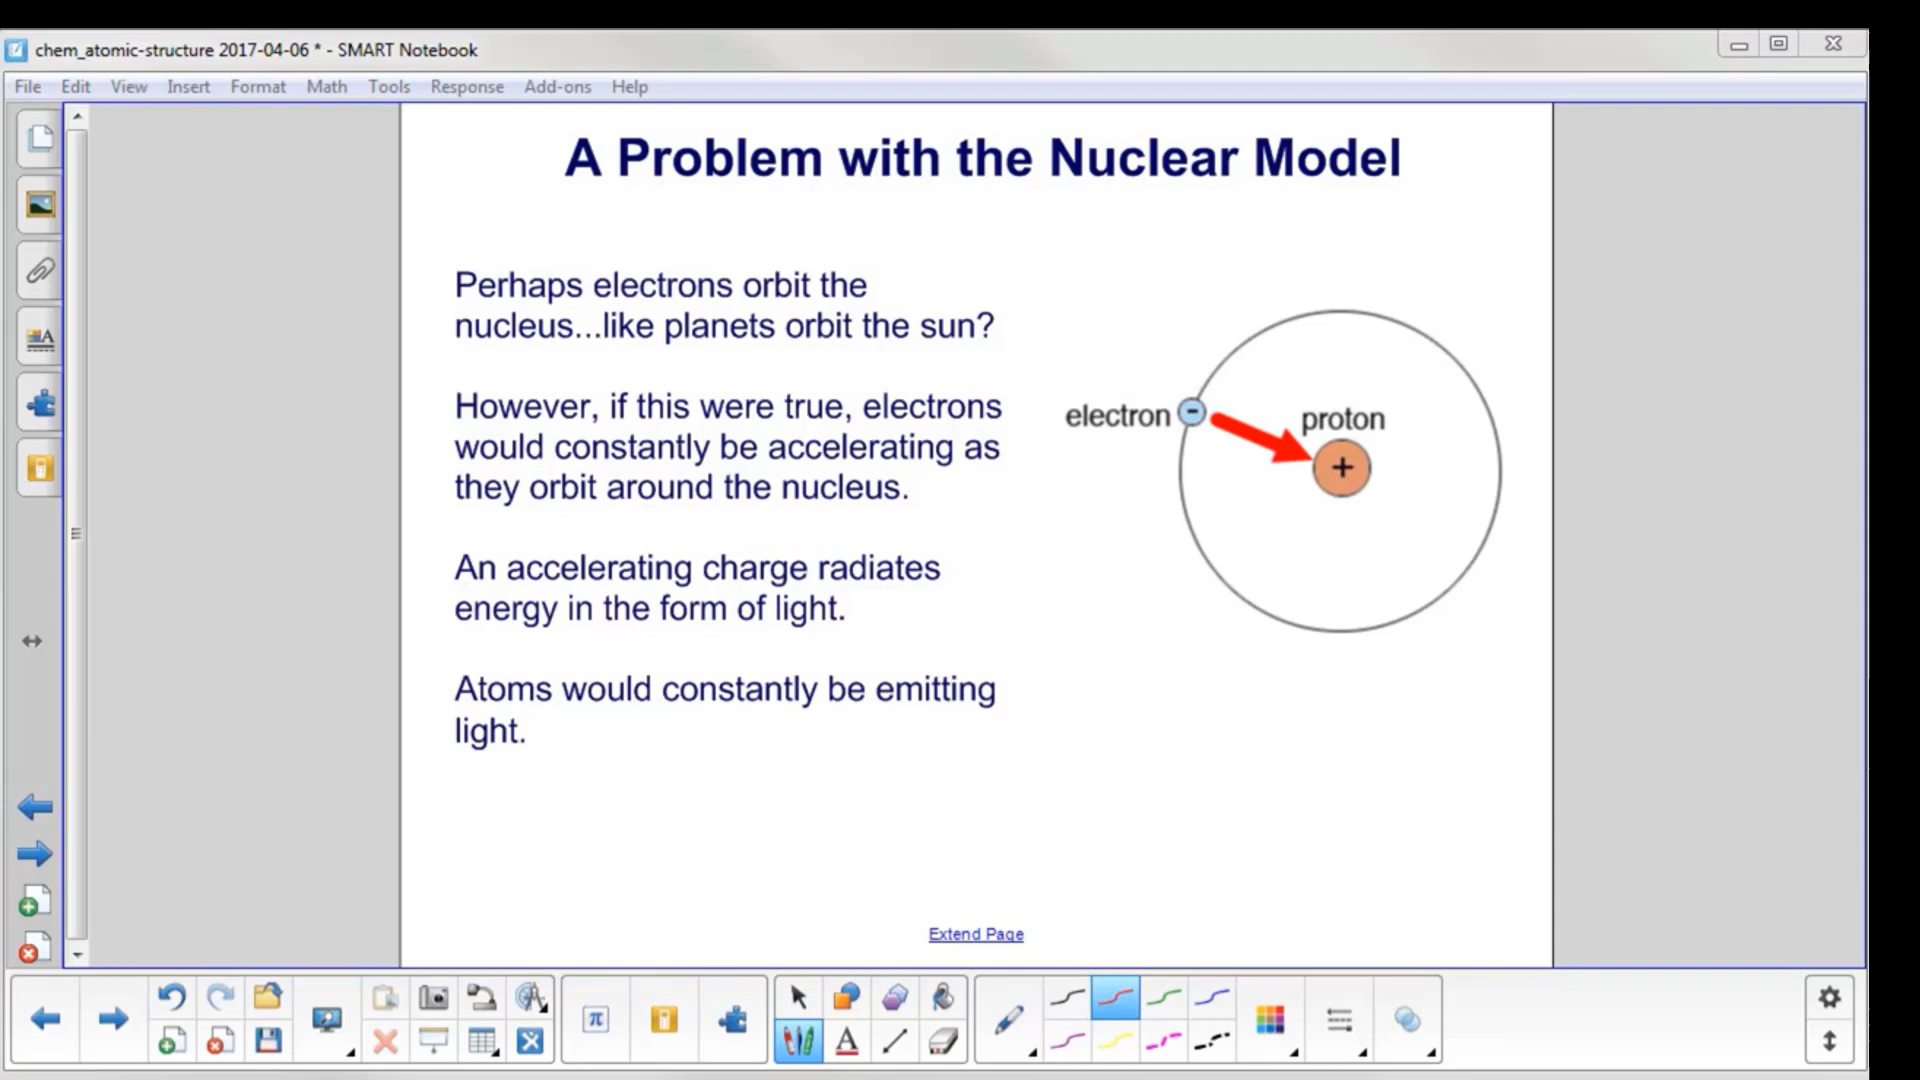 chem_atomic-structure 2017-04-06 * - SMART Notebook
File Edit View Insert Format Math Tools Response Add-ons Help
A Problem with the Nuclear Model
Perhaps electrons orbit the
nucleus...like planets orbit the sun?
However, if this were true, electrons
would constantly be accelerating as
they orbit around the nucleus.
An accelerating charge radiates
energy in the form of light.
Atoms would constantly be emitting
light.
electron
-
proton
+
Extend Page
π
A